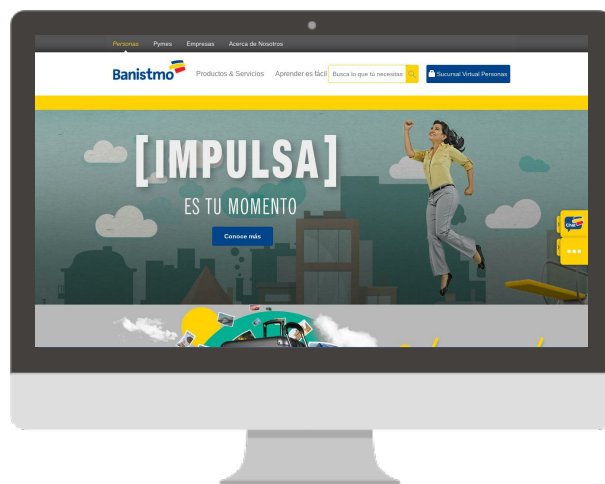 Personas Pymes Empresas Acerca de Nosotros
Banistmo Productos & Servicios Aprender es fácil Busca lo que tú necesitas Sucursal Virtual Personas
[IMPULSA]
ES TU MOMENTO
Conoce más
Chat